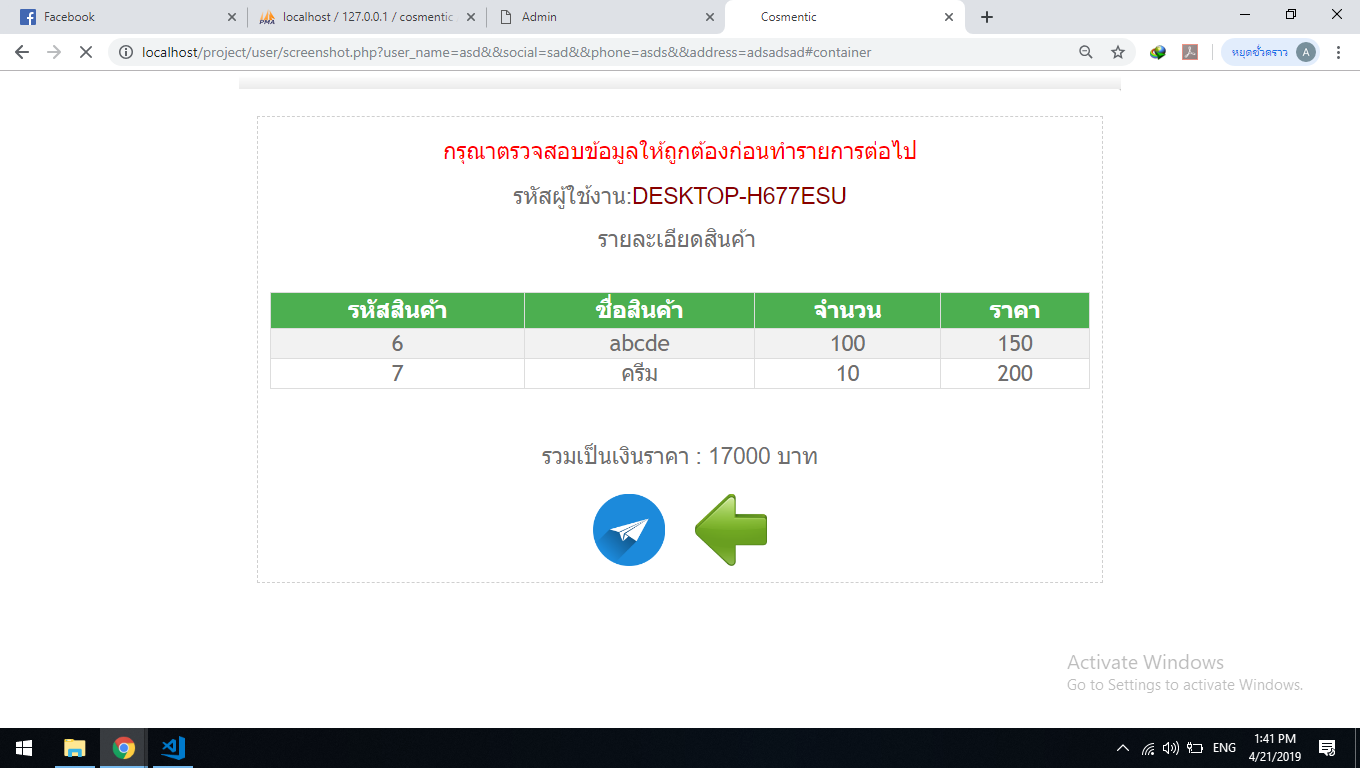 Facebook
localhost / 127.0.0.1 / cosmentic
Admin
Cosmentic
localhost/project/user/screenshot.php?user_name=asd&&social=sad&&phone=asds&&address=adsadsad#container
หยุดชั่วคราว A
กรุณาตรวจสอบข้อมูลให้ถูกต้องก่อนทำรายการต่อไป
รหัสผู้ใช้งาน:DESKTOP-H677ESU
รายละเอียดสินค้า
รหัสสินค้า ชื่อสินค้า จำนวน ราคา
6 abcde 100 150
7 ครีม 10 200
รวมเป็นเงินราคา : 17000 บาท
Activate Windows
Go to Settings to activate Windows.
ENG
1:41 PM
4/21/2019